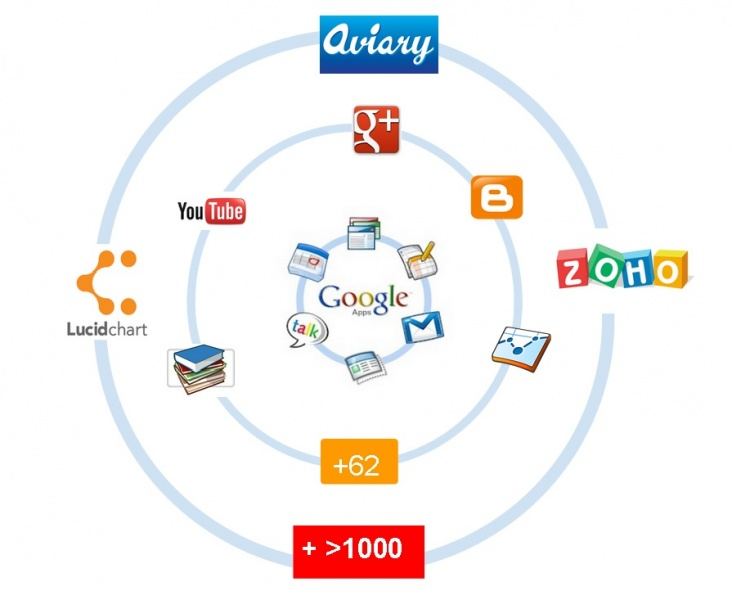 aviary
g+
B
YouTube
ZOHO
Google
Apps
talk
M
Lucidchart
+62
+ >1000